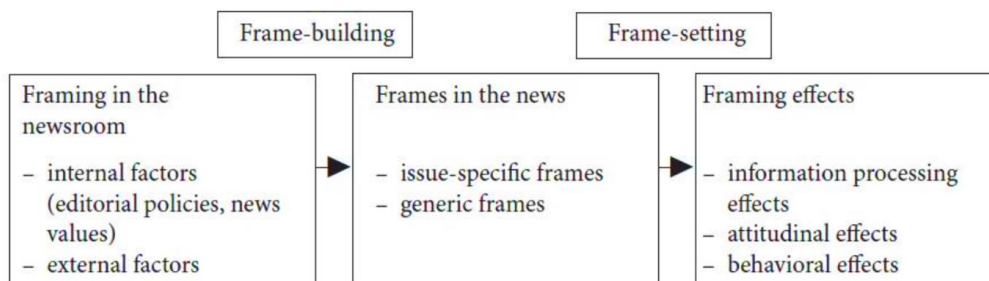 Frame-building
Frame-setting
Framing in the
newsroom
– internal factors
(editorial policies, news
values)
– external factors
Frames in the news
– issue-specific frames
– generic frames
Framing effects
– information processing
effects
– attitudinal effects
– behavioral effects